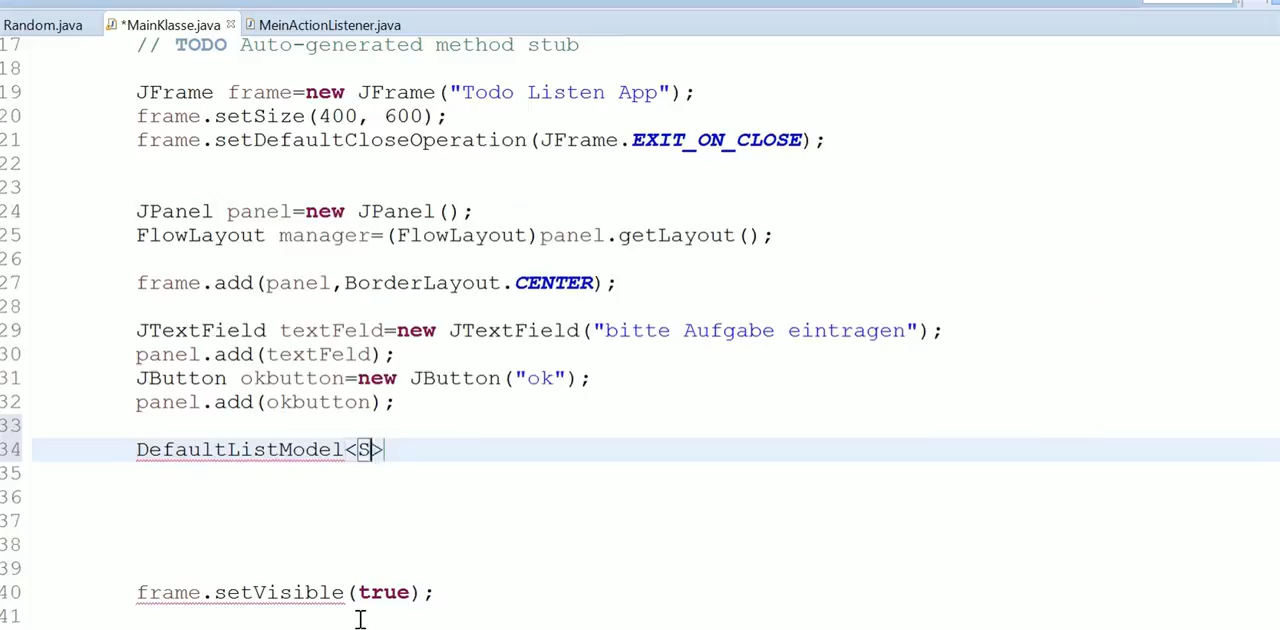 Random.java *MainKlasse.java MeinActionListener.java
17 // TODO Auto-generated method stub
18
19 JFrame frame=new JFrame("Todo Listen App");
20 frame.setSize(400, 600);
21 frame.setDefaultCloseOperation(JFrame.EXIT_ON_CLOSE);
22
23
24 JPanel panel=new JPanel();
25 FlowLayout manager=(FlowLayout)panel.getLayout();
26
27 frame.add(panel,BorderLayout.CENTER);
28
29 JTextField textFeld=new JTextField("bitte Aufgabe eintragen");
30 panel.add(textFeld);
31 JButton okbutton=new JButton("ok");
32 panel.add(okbutton);
33
34 DefaultListModel<S>
35
36
37
38
39
40 frame.setVisible(true);
41